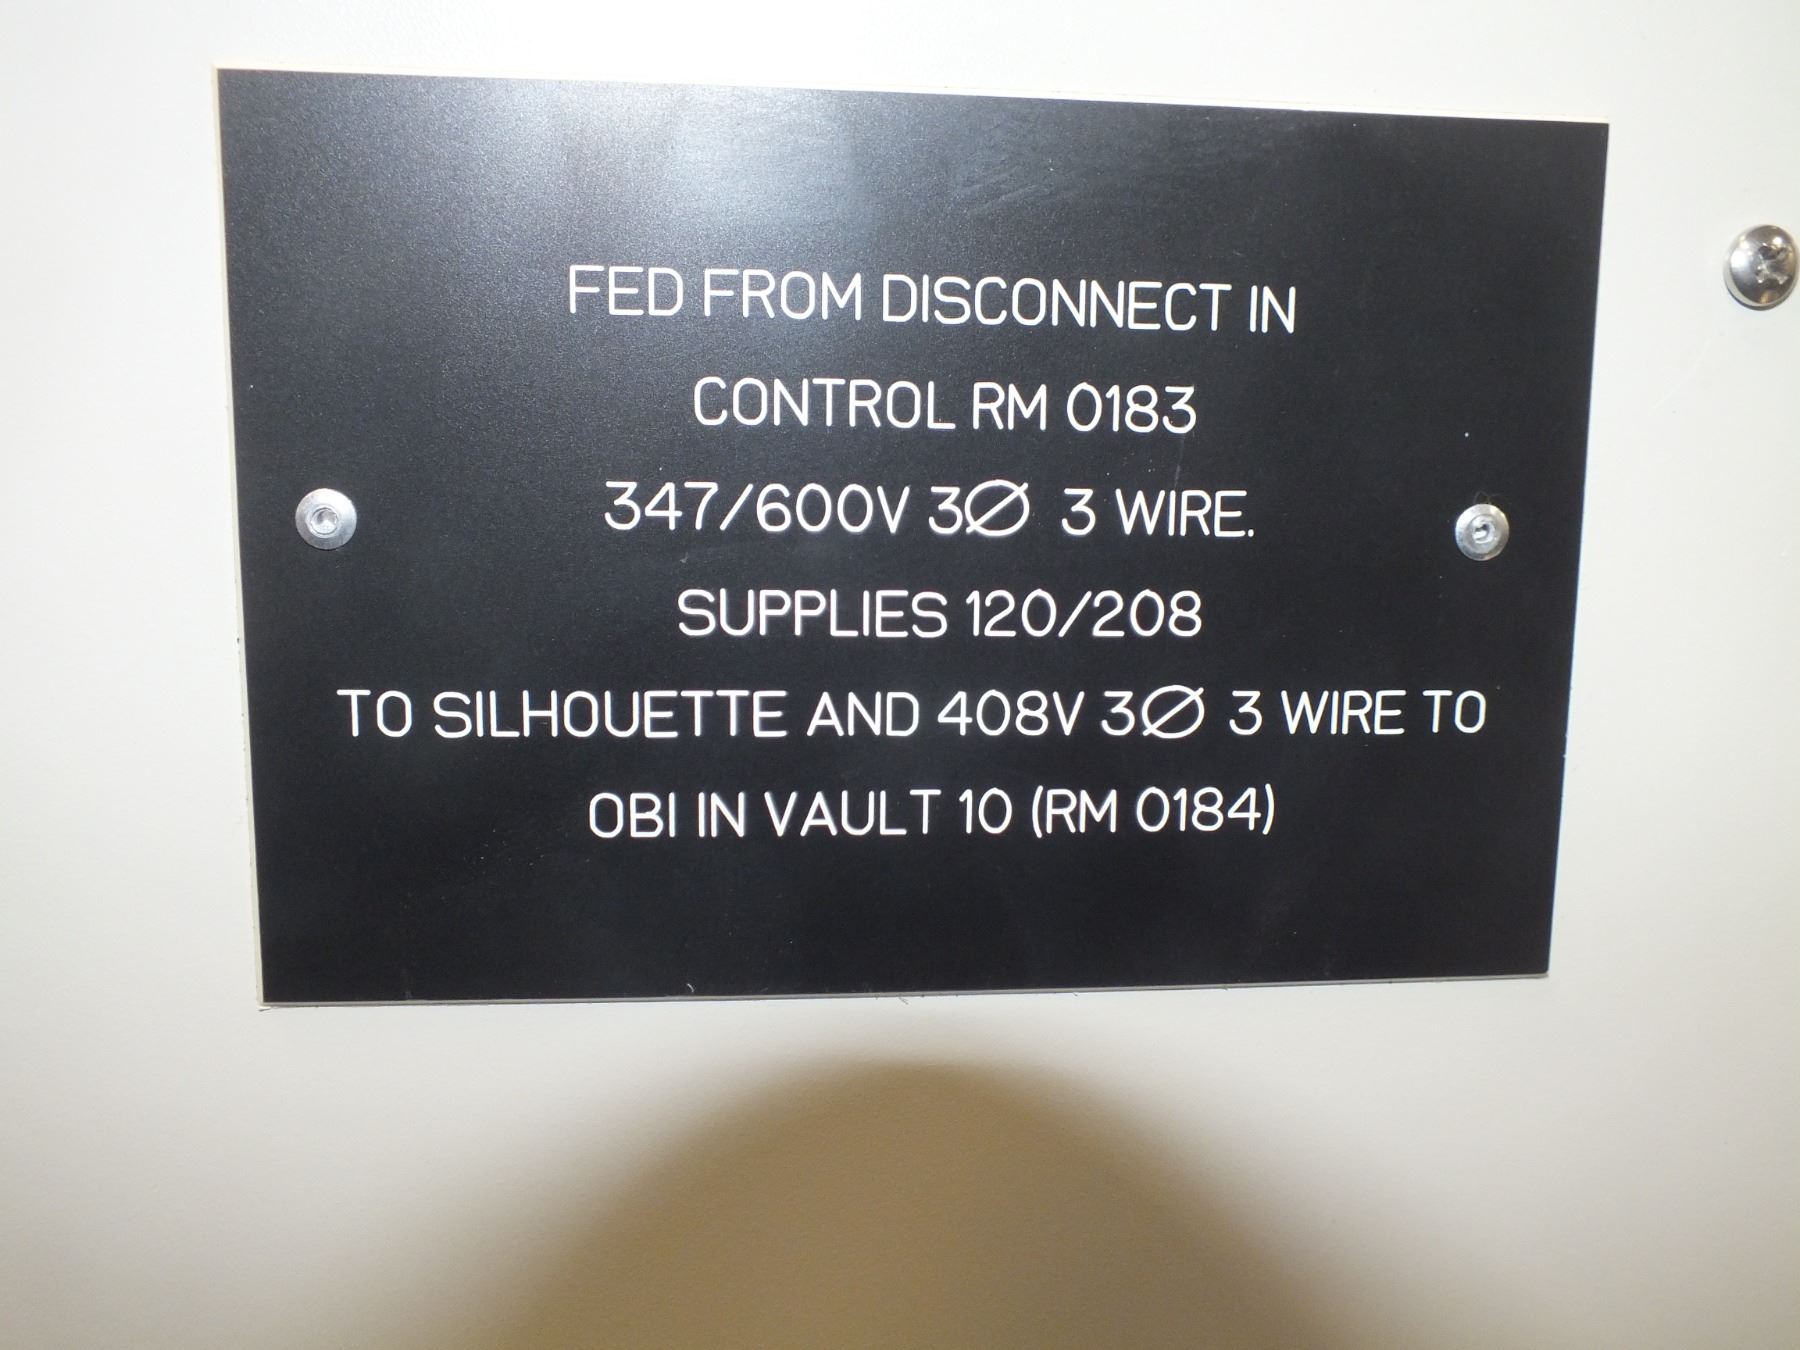 FED FROM DISCONNECT IN
CONTROL RM 0183
347/600V 3Ø 3 WIRE.
SUPPLIES 120/208
TO SILHOUETTE AND 408V 3Ø 3 WIRE TO
OBI IN VAULT 10 (RM 0184)